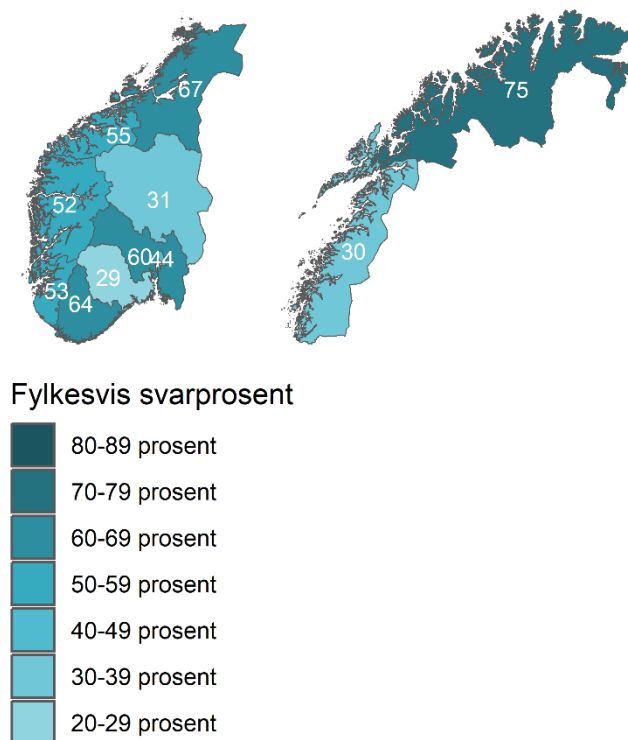 67
75
55
31
52
30
60
44
29
53
64
Fylkesvis svarprosent
80-89 prosent
70-79 prosent
60-69 prosent
50-59 prosent
40-49 prosent
30-39 prosent
20-29 prosent